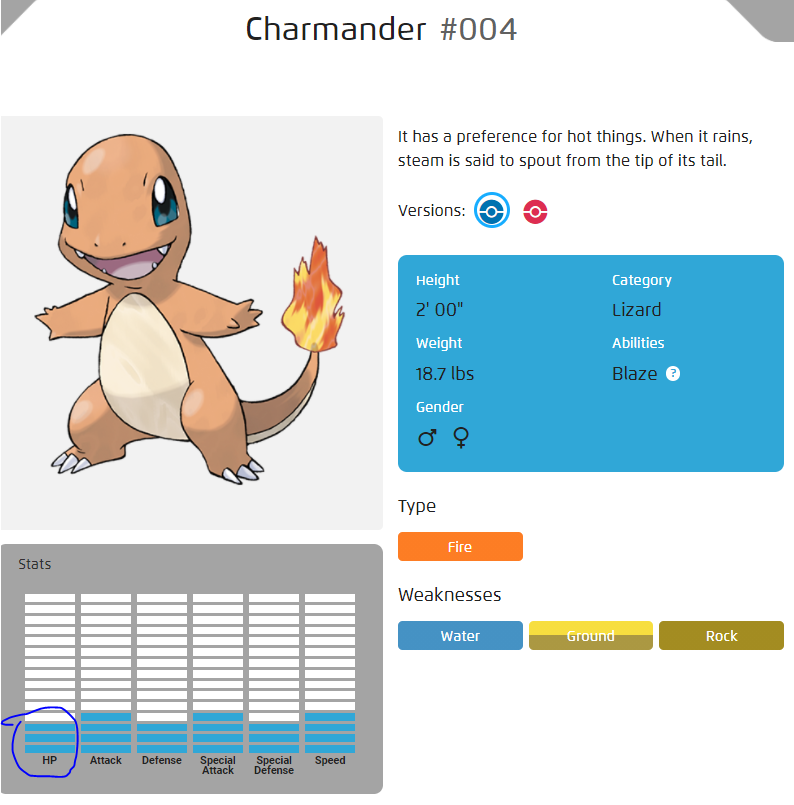 Charmander #004
It has a preference for hot things. When it rains,
steam is said to spout from the tip of its tail.
Versions:
Height
2' 00"
Weight
18.7 lbs
Gender
♂ ♀
Category
Lizard
Abilities
Blaze ?
Type
Fire
Weaknesses
Water Ground Rock
Stats
HP
Attack
Defense
Special
Attack
Special
Defense
Speed